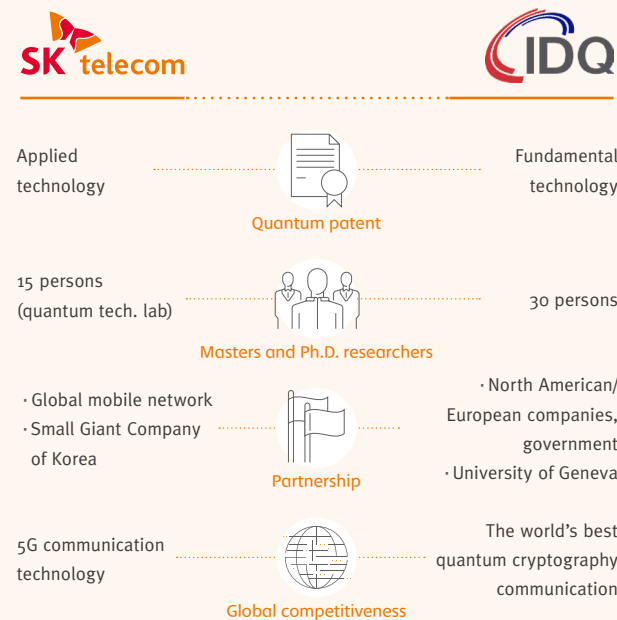 SK telecom
IDQ
Applied
technology
Quantum patent
Fundamental
technology
15 persons
(quantum tech. lab)
Masters and Ph.D. researchers
30 persons
· Global mobile network
· Small Giant Company
of Korea
Partnership
· North American/
European companies,
government
· University of Geneva
5G communication
technology
Global competitiveness
The world's best
quantum cryptography
communication